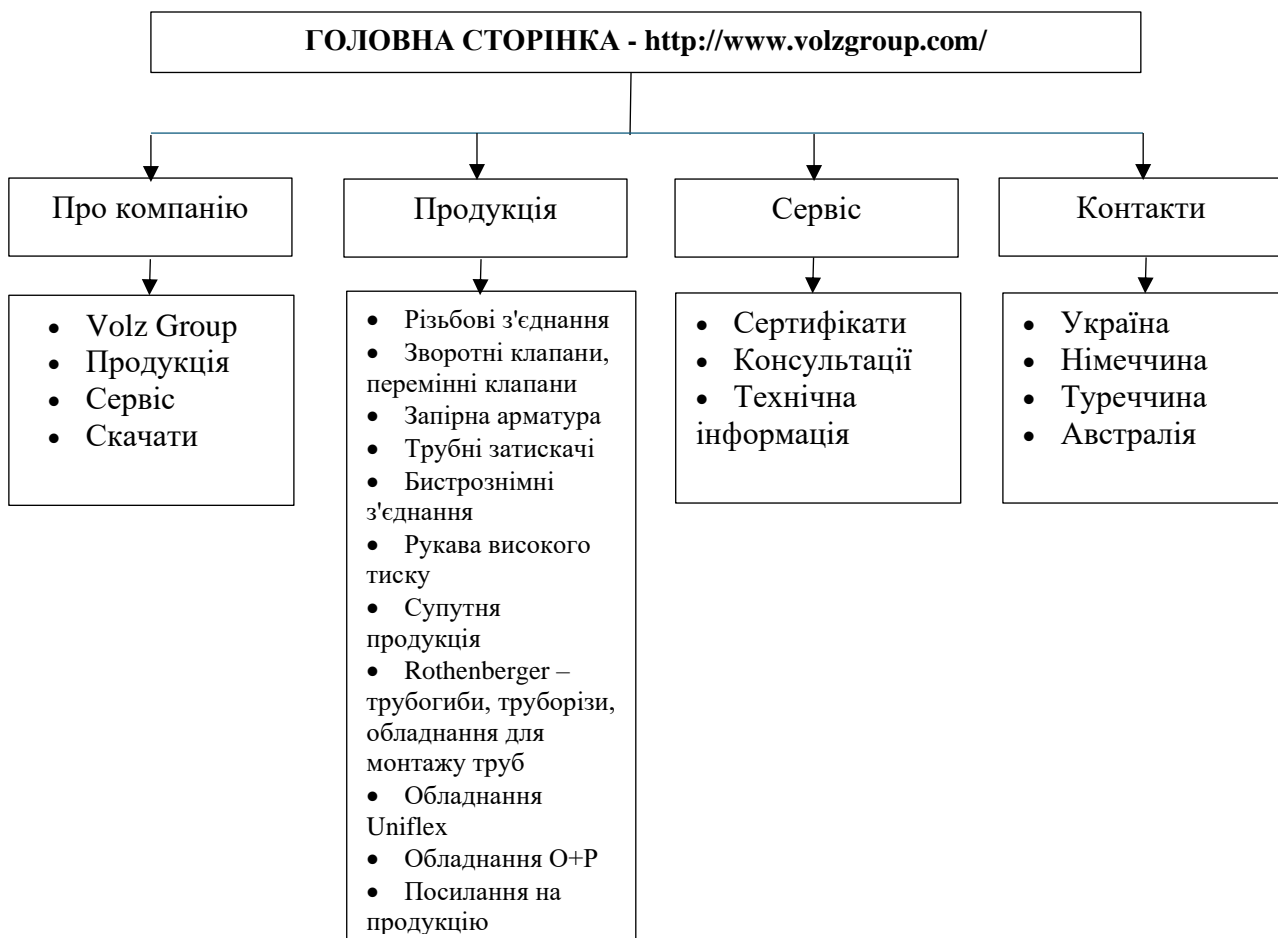 ГОЛОВНА СТОРІНКА - http://www.volzgroup.com/
Про компанію
Продукція
Сервіс
Контакти
• Volz Group
• Продукція
• Сервіс
• Скачати
• Різьбові з'єднання
• Зворотні клапани,
перемінні клапани
• Запірна арматура
• Трубні затискачі
• Бистрознімні
з'єднання
• Рукава високого
тиску
• Супутня
продукція
• Rothenberger –
трубогиби, труборізи,
обладнання для
монтажу труб
• Обладнання
Uniflex
• Обладнання O+P
• Посилання на
продукцію
• Сертифікати
• Консультації
• Технічна
інформація
• Україна
• Німеччина
• Туреччина
• Австралія